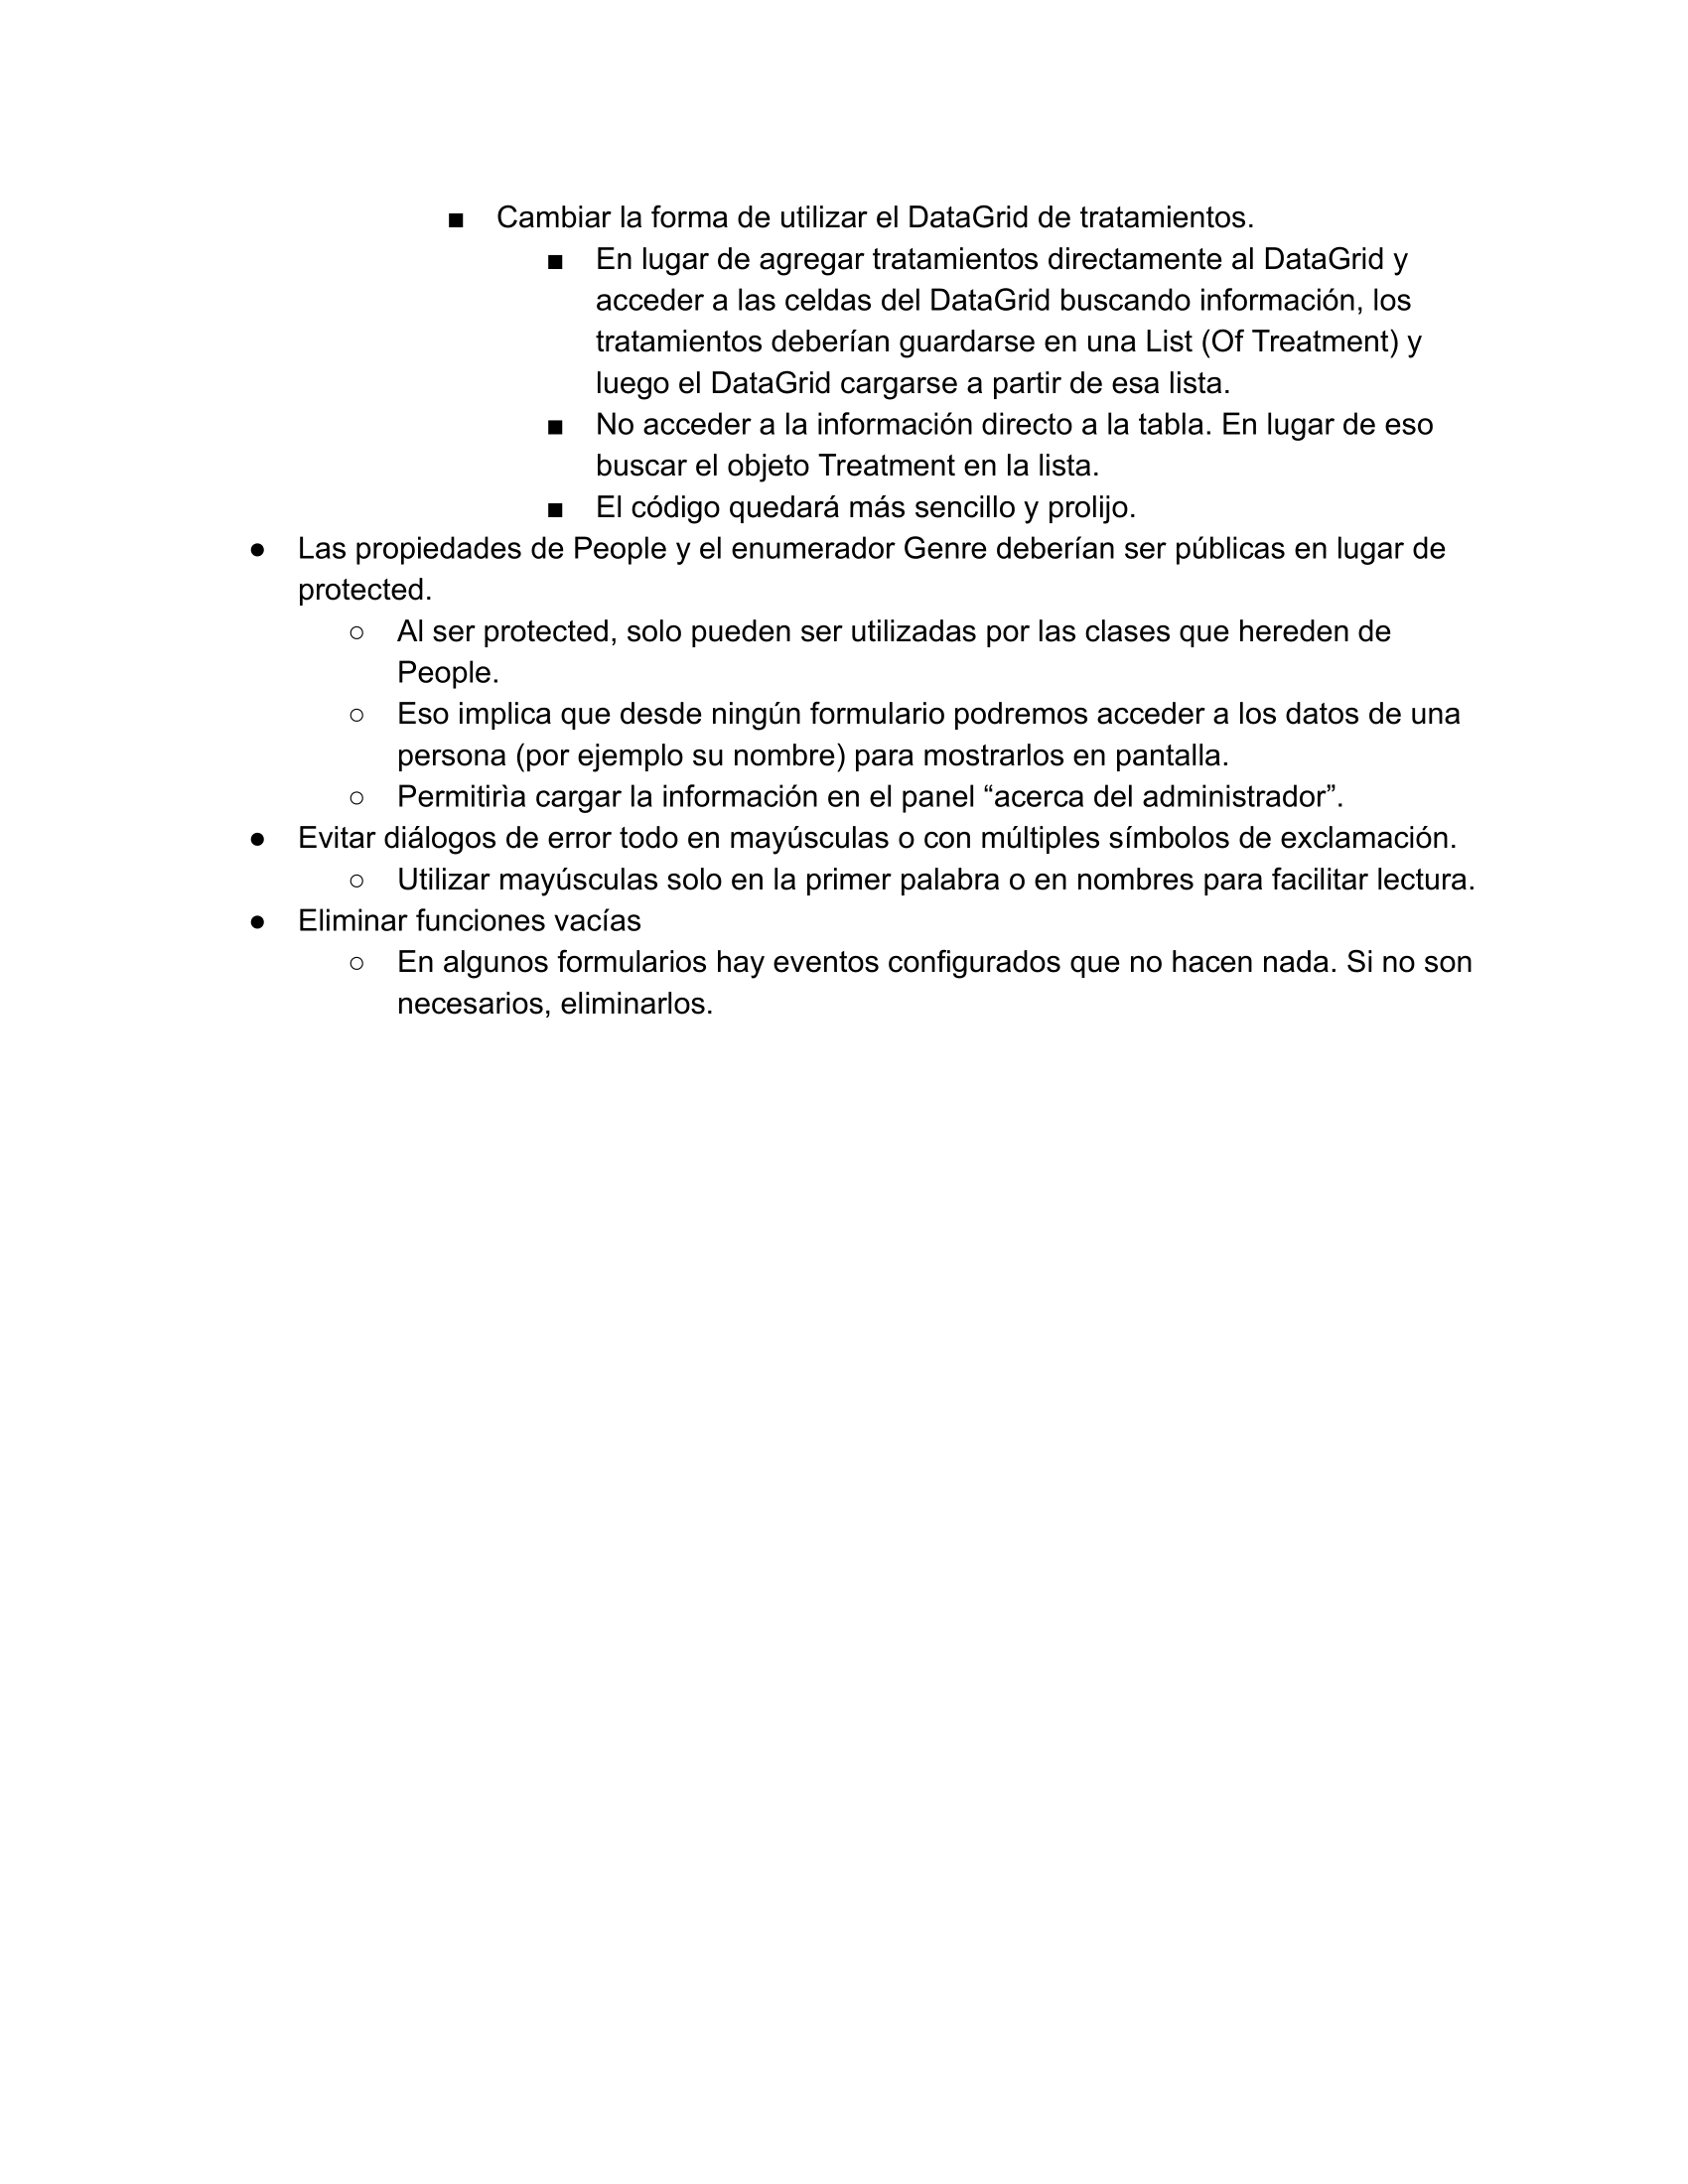 ■ Cambiar la forma de utilizar el DataGrid de tratamientos.
■ En lugar de agregar tratamientos directamente al DataGrid y
acceder a las celdas del DataGrid buscando información, los
tratamientos deberían guardarse en una List (Of Treatment) y
luego el DataGrid cargarse a partir de esa lista.
■ No acceder a la información directo a la tabla. En lugar de eso
buscar el objeto Treatment en la lista.
■ El código quedará más sencillo y prolijo.
● Las propiedades de People y el enumerador Genre deberían ser públicas en lugar de
protected.
○ Al ser protected, solo pueden ser utilizadas por las clases que hereden de
People.
○ Eso implica que desde ningún formulario podremos acceder a los datos de una
persona (por ejemplo su nombre) para mostrarlos en pantalla.
○ Permitirìa cargar la información en el panel “acerca del administrador”.
● Evitar diálogos de error todo en mayúsculas o con múltiples símbolos de exclamación.
○ Utilizar mayúsculas solo en la primer palabra o en nombres para facilitar lectura.
● Eliminar funciones vacías
○ En algunos formularios hay eventos configurados que no hacen nada. Si no son
necesarios, eliminarlos.